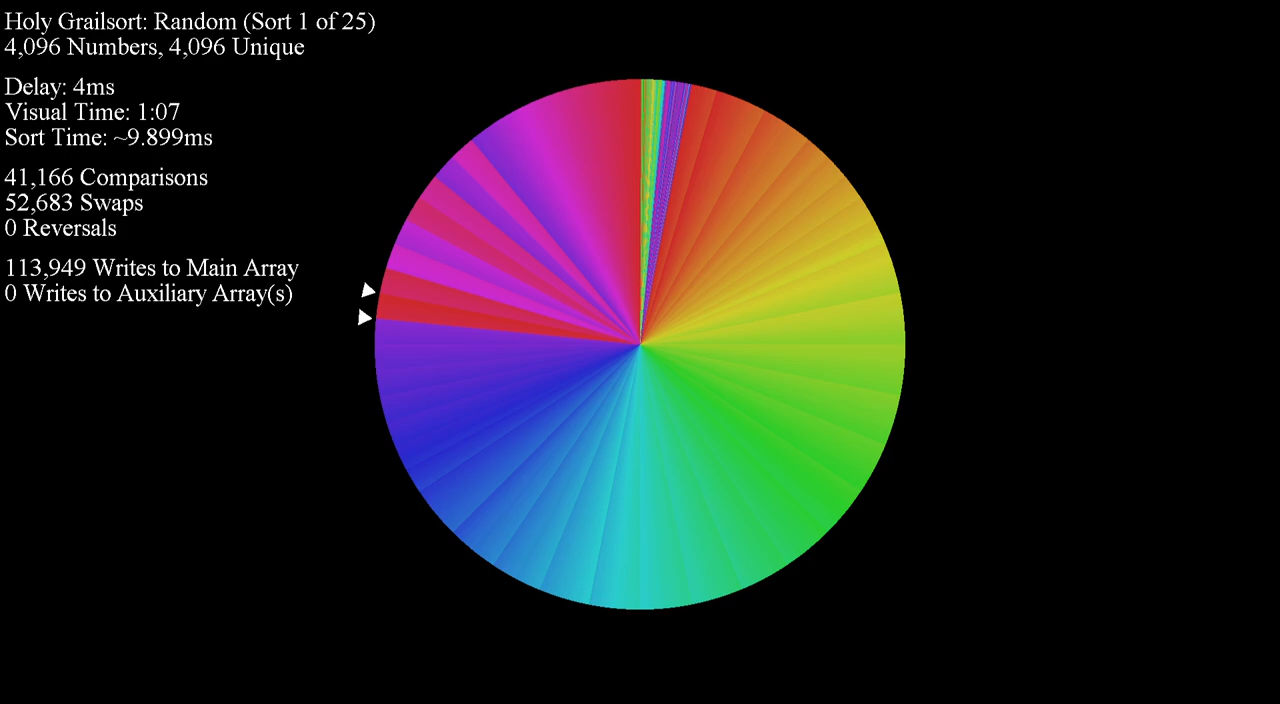 Holy Grailsort: Random (Sort 1 of 25)
4,096 Numbers, 4,096 Unique
Delay: 4ms
Visual Time: 1:07
Sort Time: ~9.899ms
41,166 Comparisons
52,683 Swaps
0 Reversals
113,949 Writes to Main Array
0 Writes to Auxiliary Array(s)